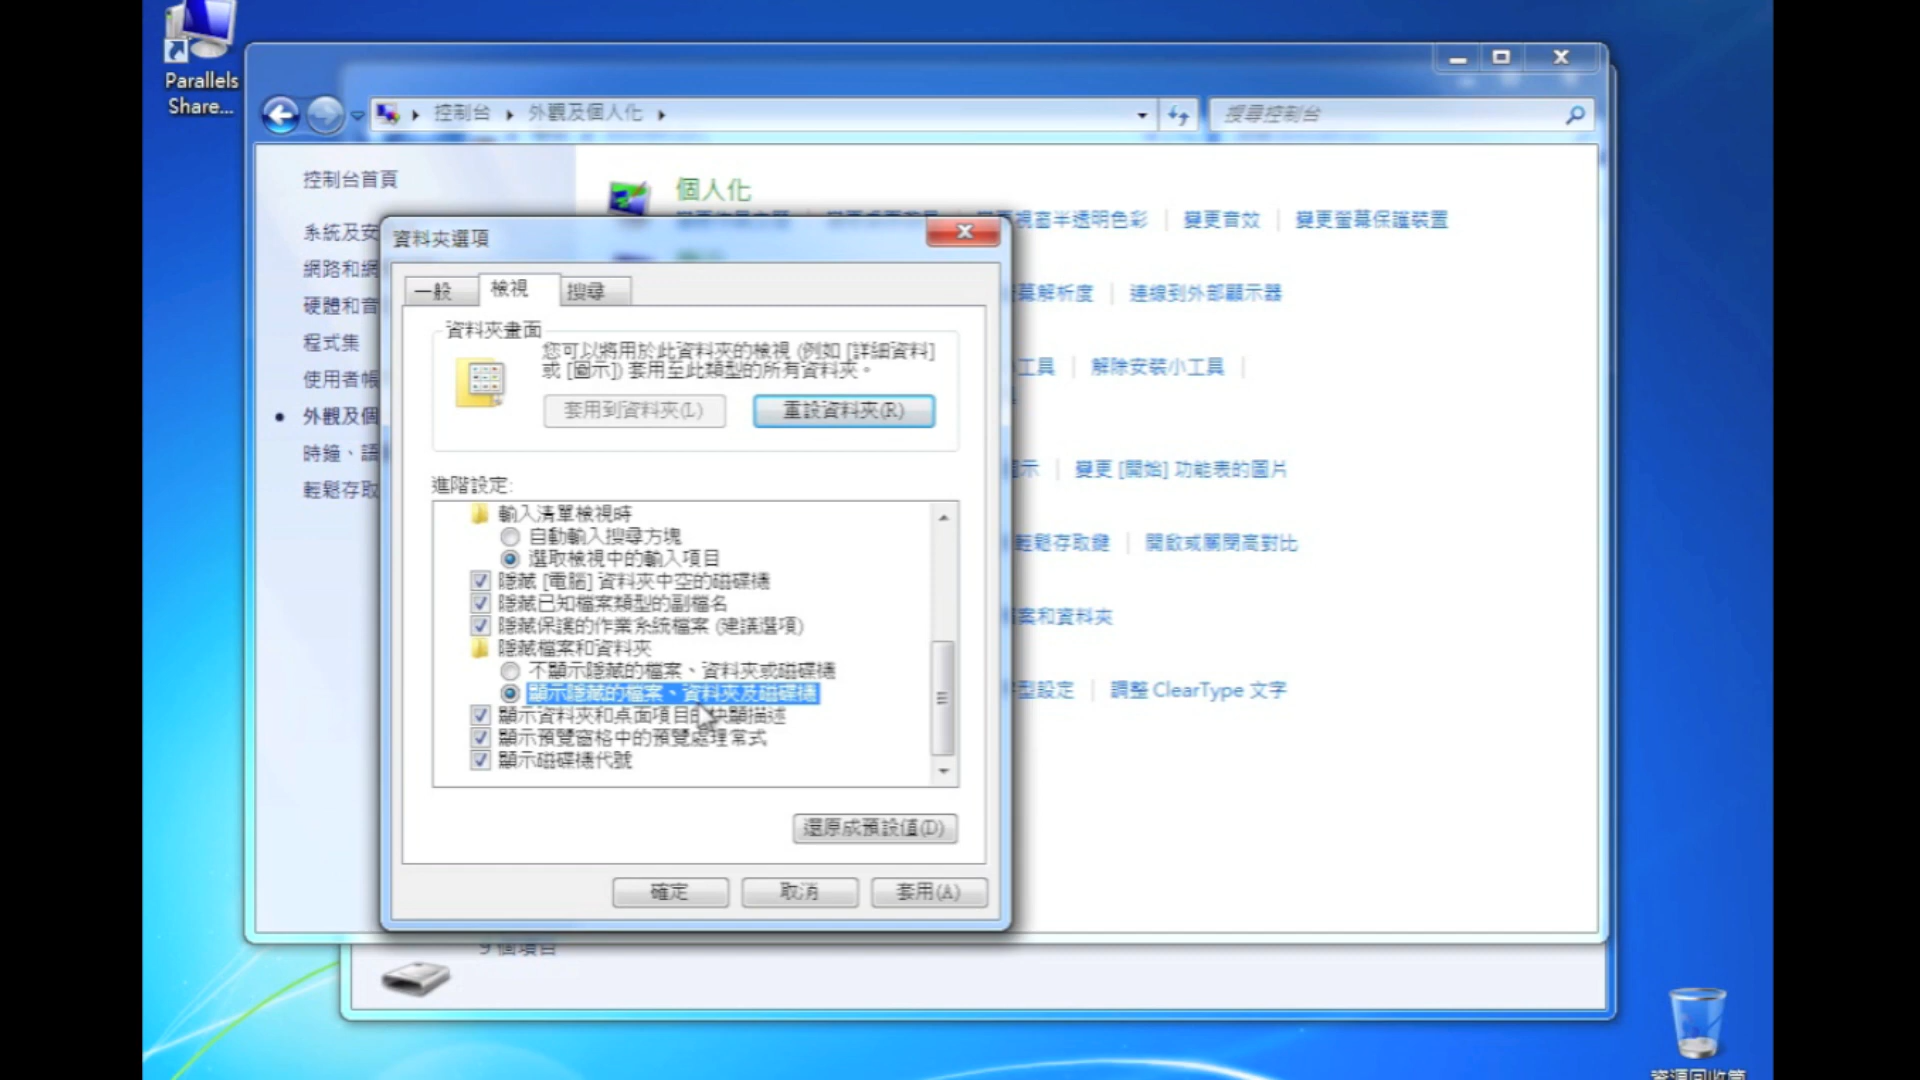 Parallels
Share...
控制台
外觀及個人化
搜尋控制台
控制台首頁
系統及安
網路和網
硬體和音
程式集
使用者帳
外觀及個
時鐘、語
輕鬆存取
個人化
視窗半透明色彩
變更音效
變更螢幕保護裝置
幕解析度
連線到外部顯示器
工具
解除安裝小工具
示
變更 [開始] 功能表的圖片
輕鬆存取鍵
開啟或關閉高對比
案和資料夾
型設定
調整 ClearType 文字
資料夾選項
一般
檢視
搜尋
資料夾畫面
您可以將用於此資料夾的檢視 (例如 [詳細資料]
或 [圖示]) 套用至此類型的所有資料夾。
套用到資料夾(L)
重設資料夾(R)
進階設定:
輸入清單檢視時
自動輸入搜尋方塊
選取檢視中的輸入項目
隱藏 [電腦] 資料夾中空的磁碟機
隱藏已知檔案類型的副檔名
隱藏保護的作業系統檔案 (建議選項)
隱藏檔案和資料夾
不顯示隱藏的檔案、資料夾或磁碟機
顯示隱藏的檔案、資料夾及磁碟機
顯示資料夾和桌面項目的快顯描述
顯示預覽窗格中的預覽處理常式
顯示磁碟機代號
還原成預設值(D)
確定
取消
套用(A)
9 個項目
資源回收筒